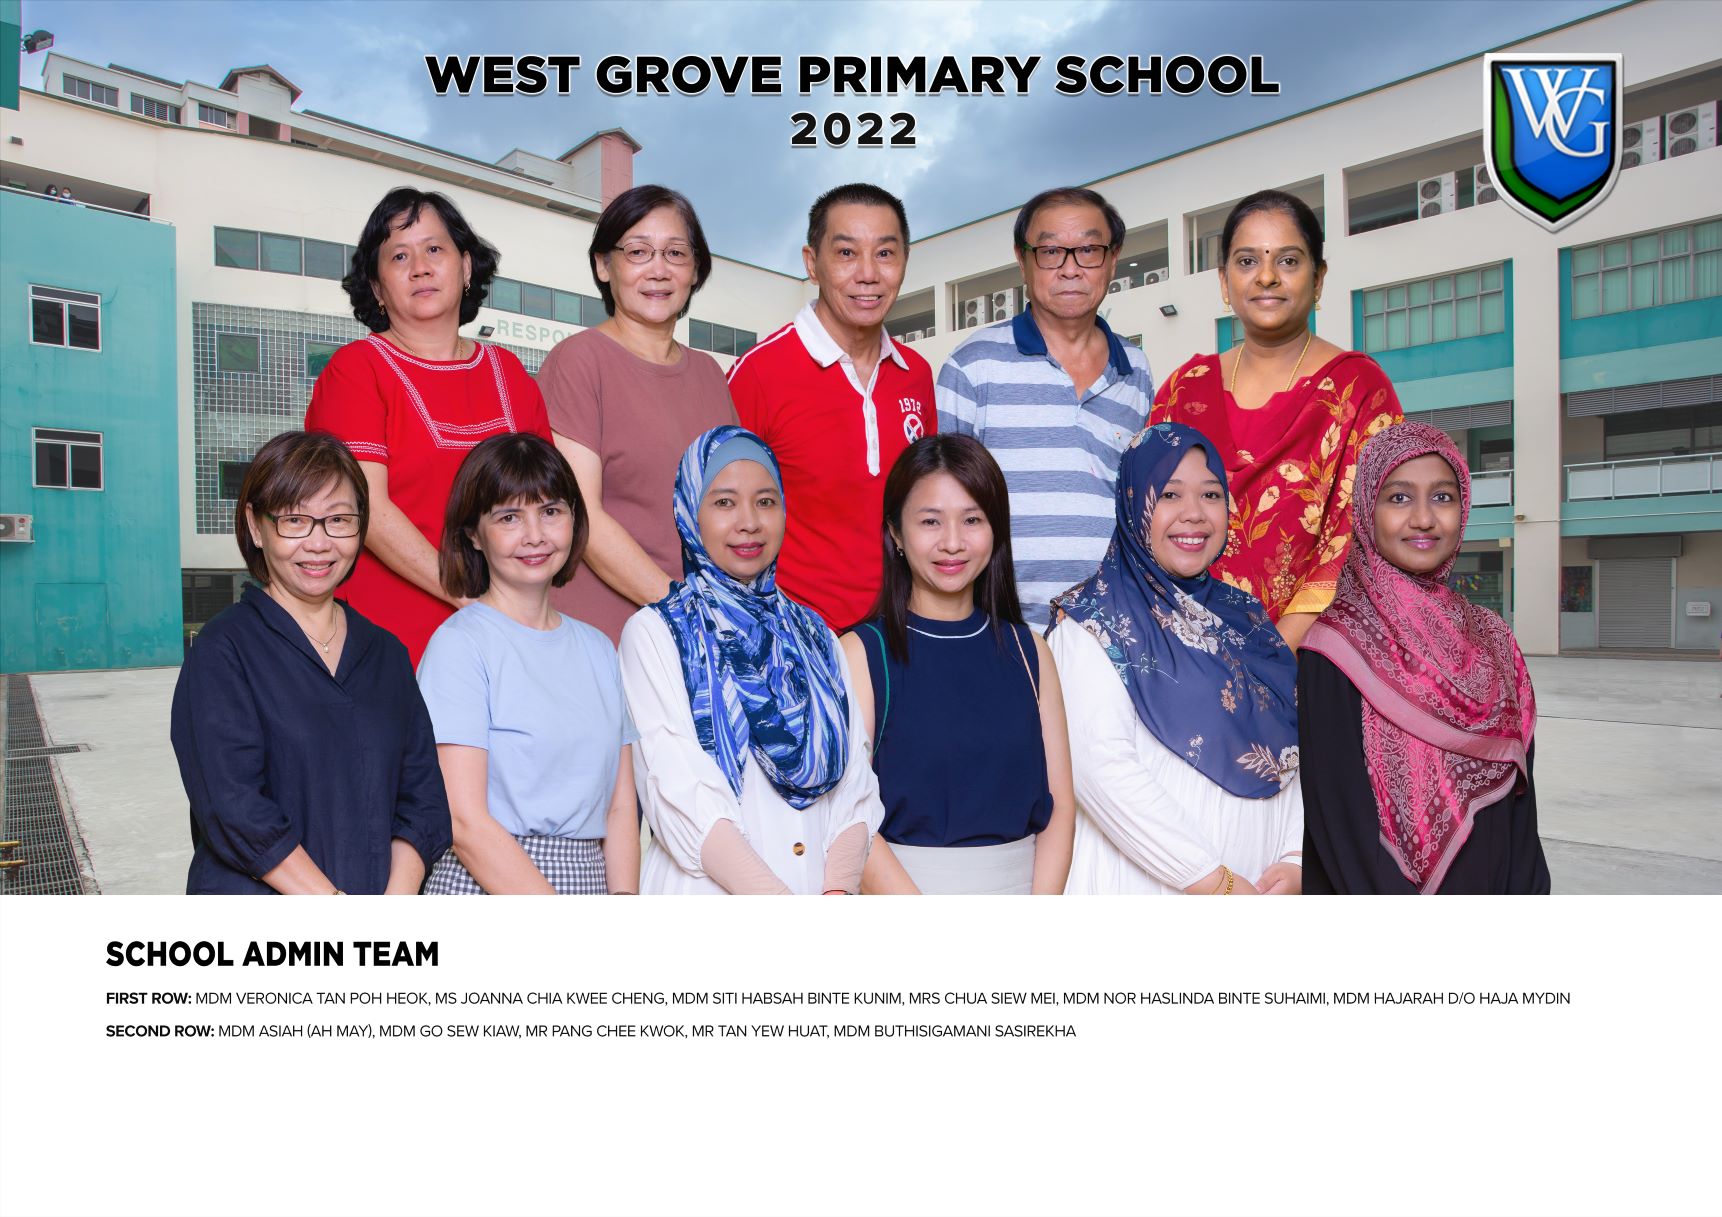 WEST GROVE PRIMARY SCHOOL
2022
WG
RESPO
Y
1972
SCHOOL ADMIN TEAM
FIRST ROW: MDM VERONICA TAN POH HEOK, MS JOANNA CHIA KWEE CHENG, MDM SITI HABSAH BINTE KUNIM, MRS CHUA SIEW MEI, MDM NOR HASLINDA BINTE SUHAIMI, MDM HAJARAH D/O HAJA MYDIN
SECOND ROW: MDM ASIAH (AH MAY), MDM GO SEW KIAW, MR PANG CHEE KWOK, MR TAN YEW HUAT, MDM BUTHISIGAMANI SASIREKHA